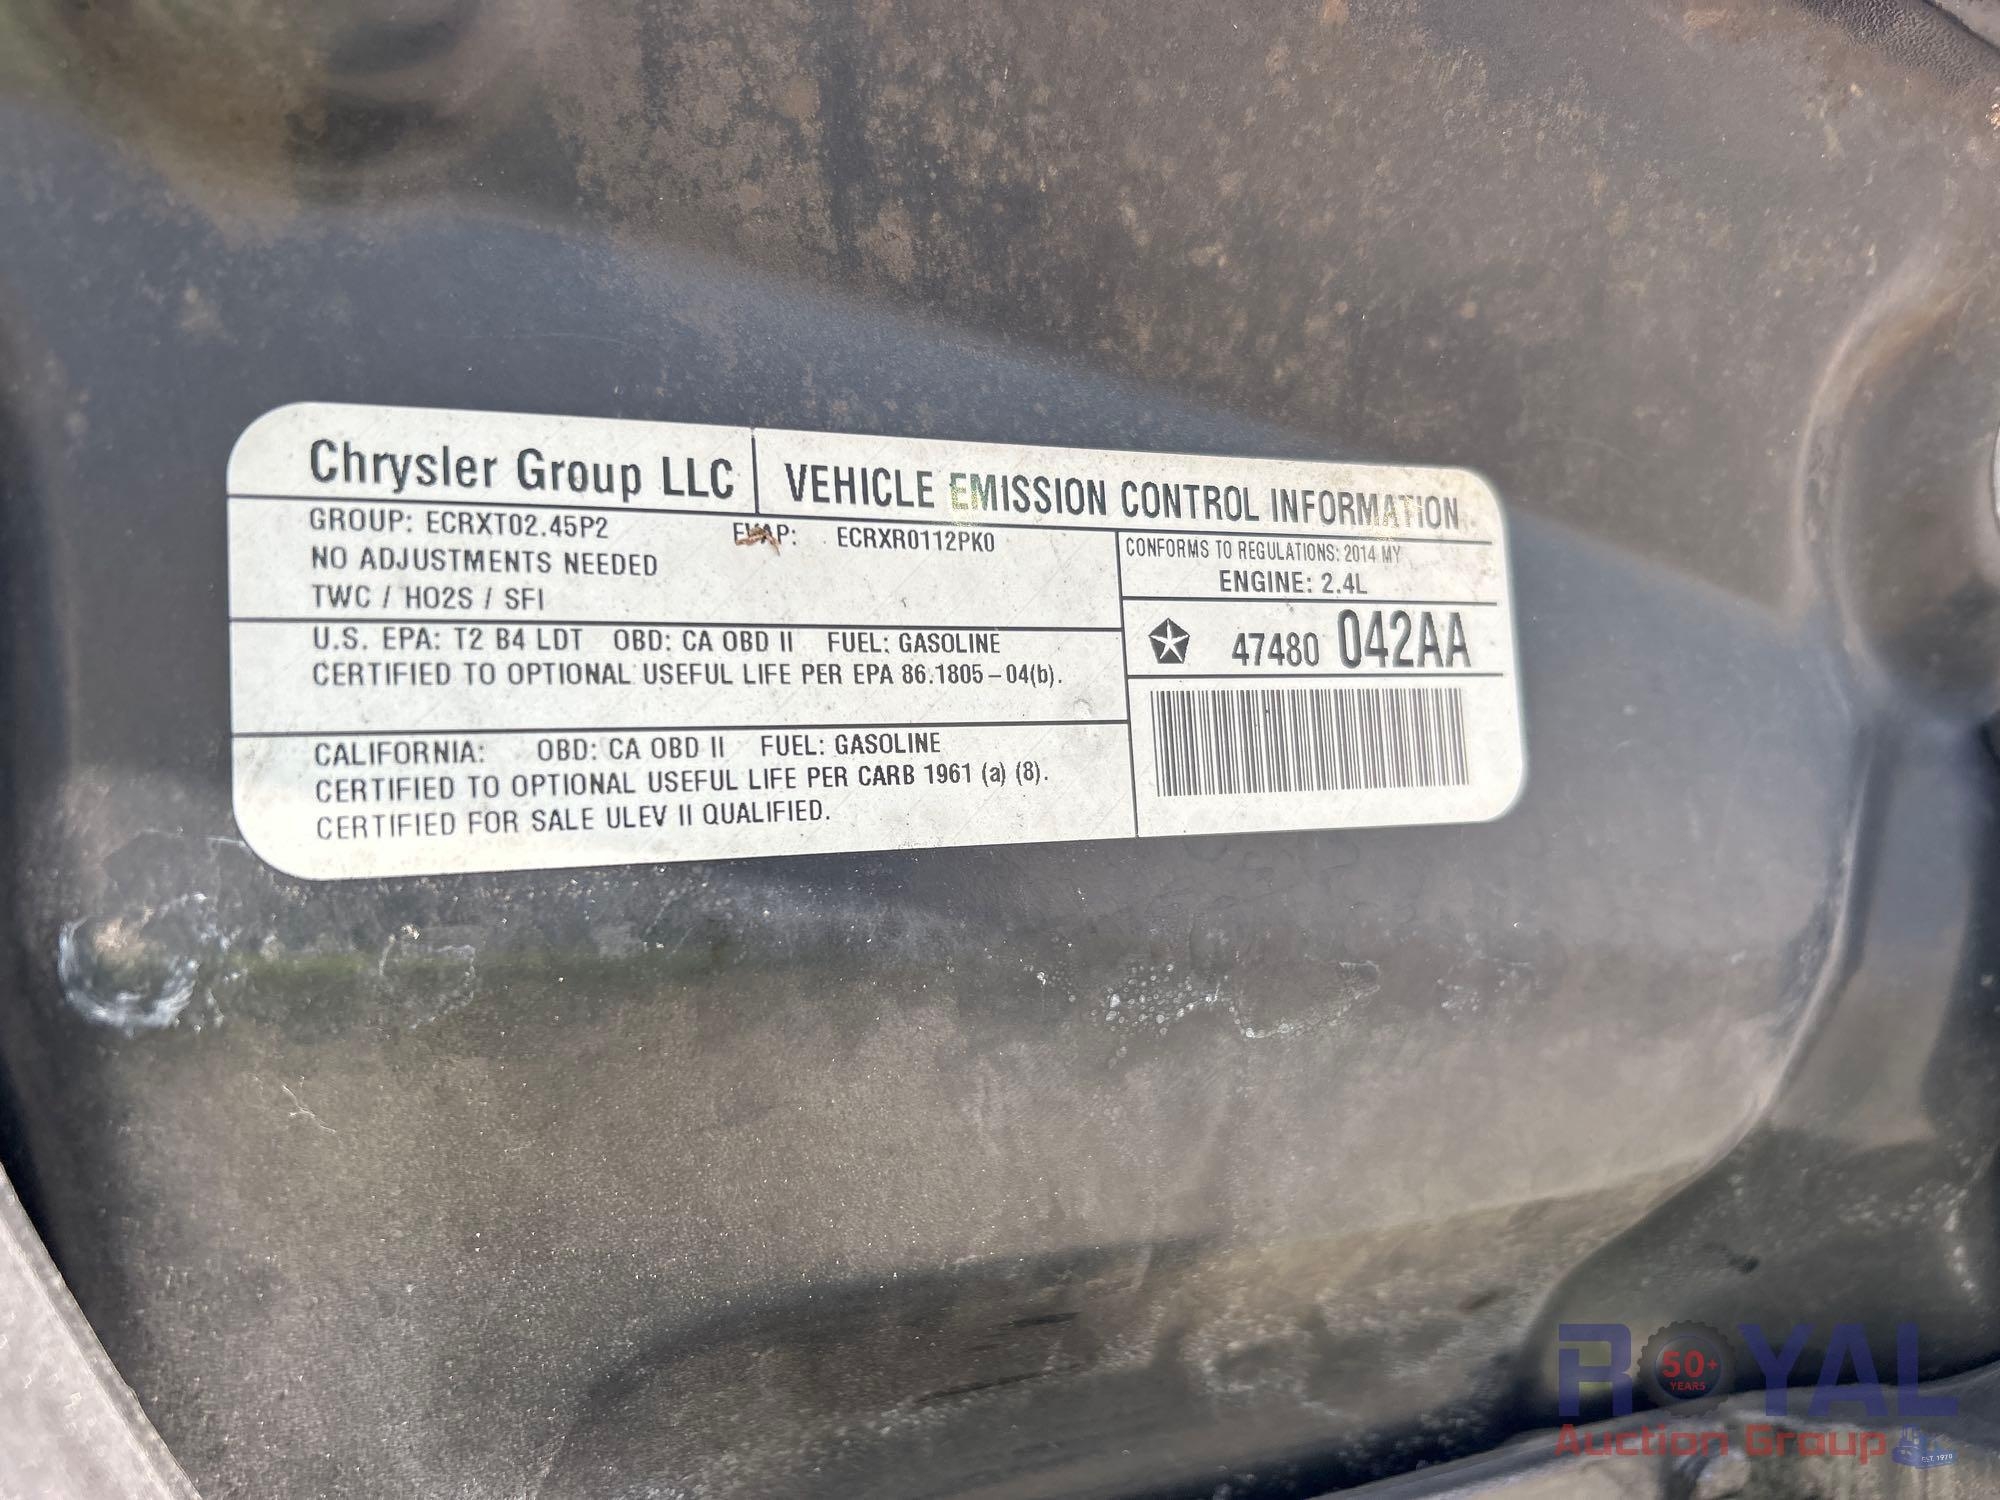 Chrysler Group LLC
VEHICLE EMISSION CONTROL INFORMATION
GROUP: ECRXT02.45P2 EVAP: ECRXR0112PK0
NO ADJUSTMENTS NEEDED
TWC / HO2S / SFI
CONFORMS TO REGULATIONS: 2014 MY
ENGINE: 2.4L
47480 042AA
U.S. EPA: T2 B4 LDT OBD: CA OBD II FUEL: GASOLINE
CERTIFIED TO OPTIONAL USEFUL LIFE PER EPA 86.1805-04(b).
CALIFORNIA: OBD: CA OBD II FUEL: GASOLINE
CERTIFIED TO OPTIONAL USEFUL LIFE PER CARB 1961 (a) (8).
CERTIFIED FOR SALE ULEV II QUALIFIED.
ROYAL
50+
YEARS
Auction Group
EST. 1970